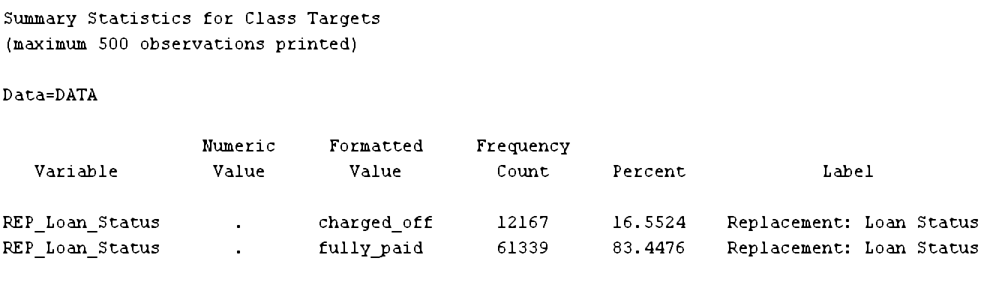 Summary Statistics for Class Targets
(maximum 500 observations printed)
Data=DATA
Numeric Formatted Frequency
Variable Value Value Count Percent Label
REP_Loan_Status . charged_off 12167 16.5524 Replacement: Loan Status
REP_Loan_Status . fully_paid 61339 83.4476 Replacement: Loan Status